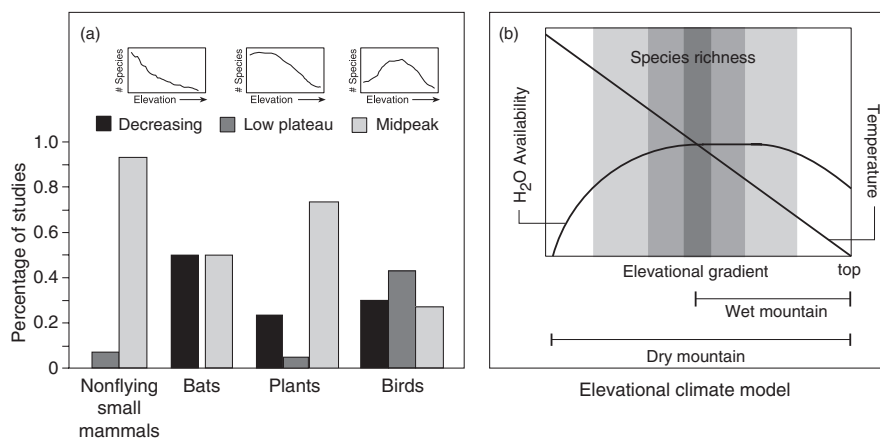 (a)
# Species
Elevation
# Species
Elevation
# Species
Elevation
Decreasing
Low plateau
Midpeak
Percentage of studies
1.0
0.8
0.6
0.4
0.2
0
Nonflying
small
mammals
Bats
Plants
Birds
(b)
Species richness
H2O Availability
Temperature
Elevational gradient
top
Wet mountain
Dry mountain
Elevational climate model